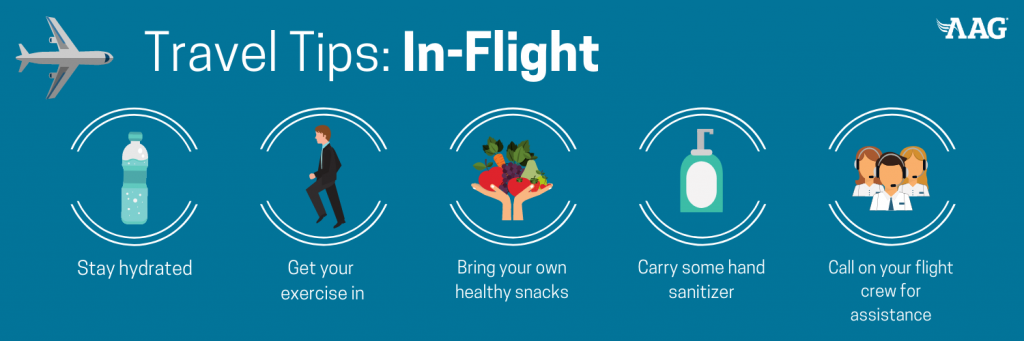 Travel Tips: In-Flight
AAG
Stay hydrated
Get your
exercise in
Bring your own
healthy snacks
Carry some hand
sanitizer
Call on your flight
crew for
assistance